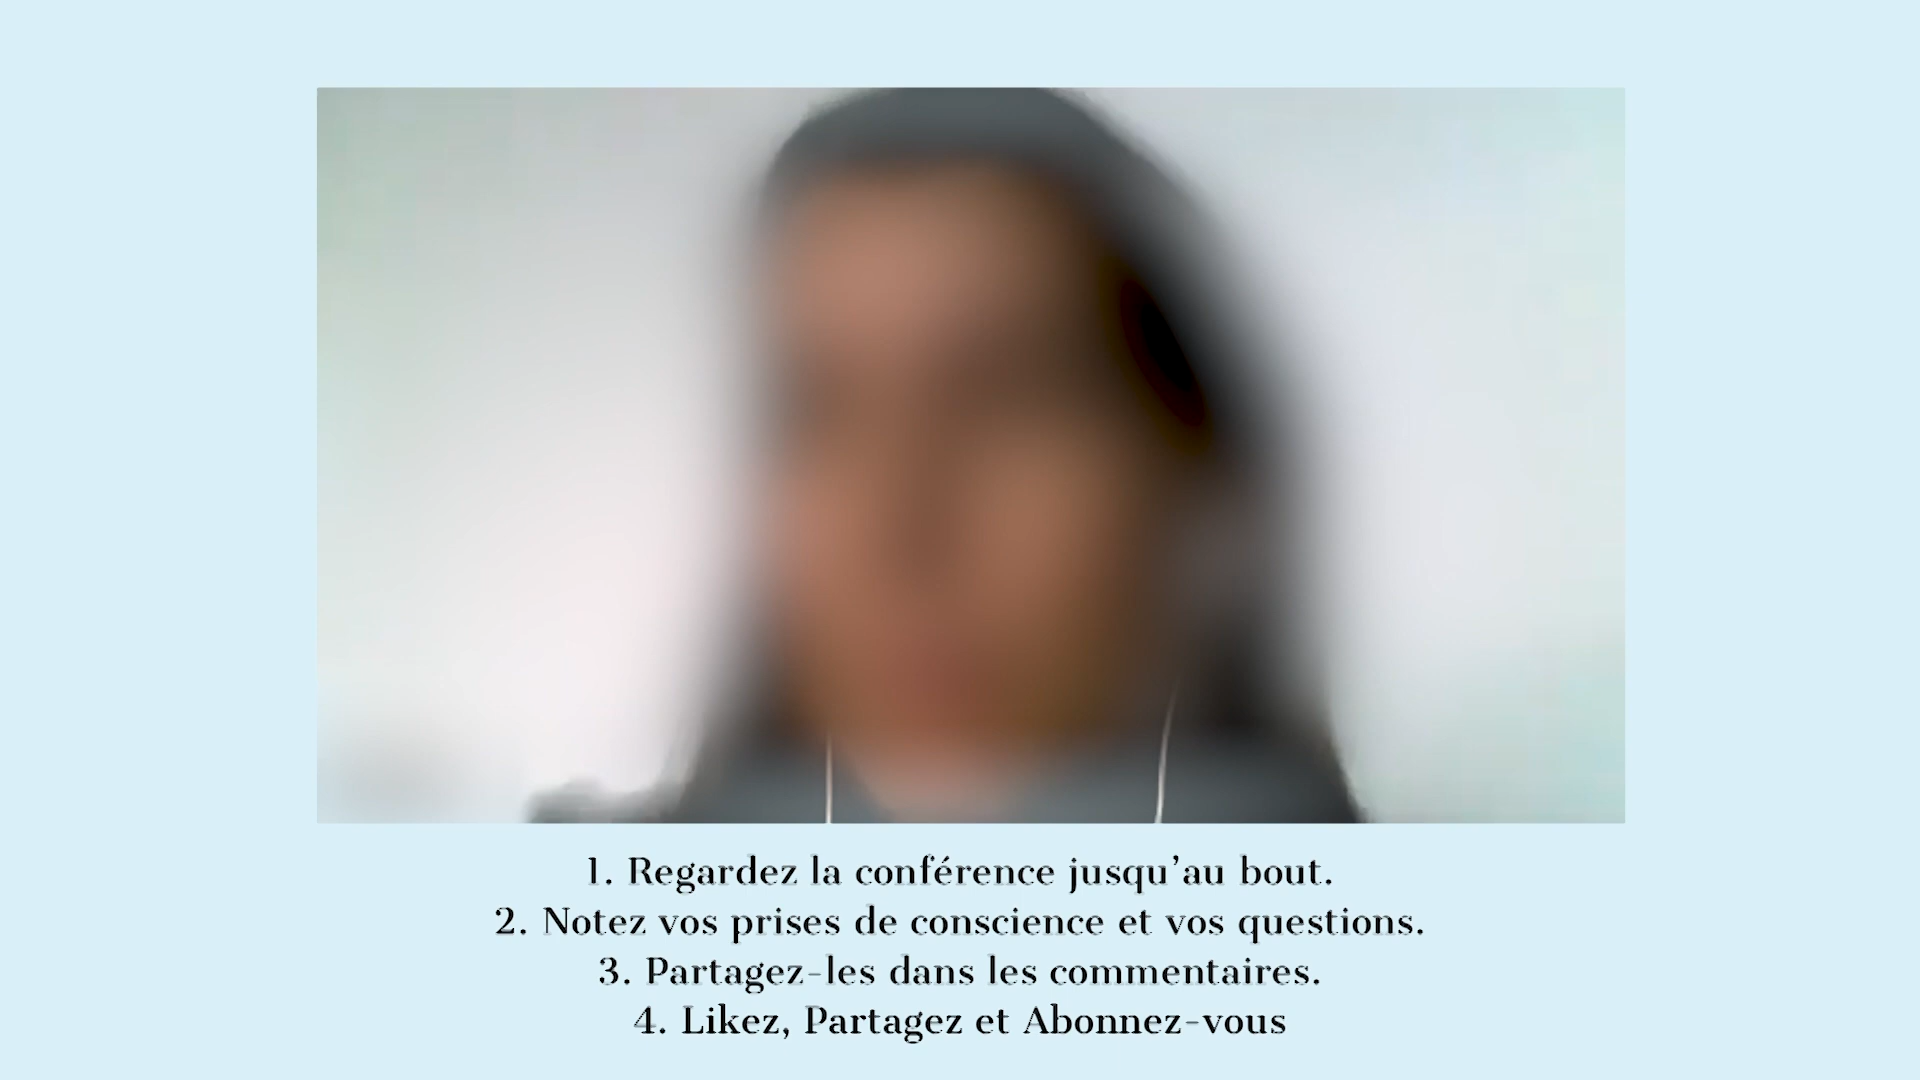 1. Regardez la conférence jusqu'au bout.
2. Notez vos prises de conscience et vos questions.
3. Partagez-les dans les commentaires.
4. Likez, Partagez et Abonnez-vous